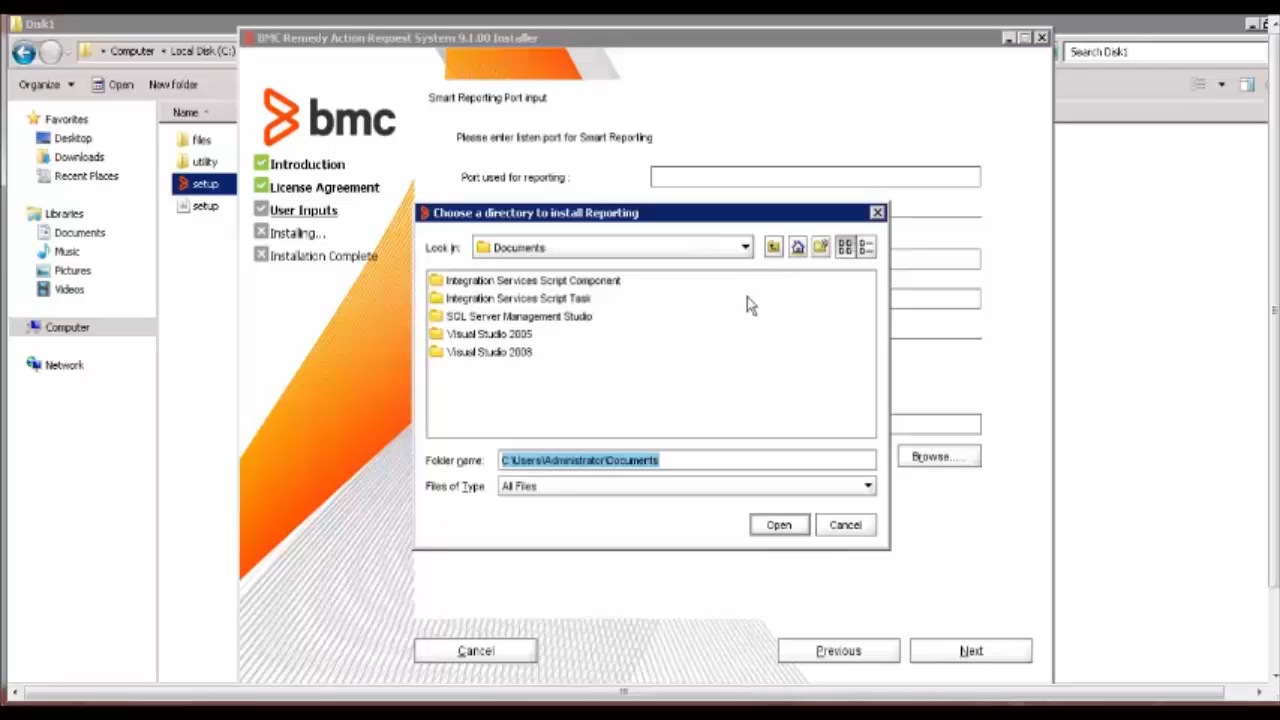 Disk1
BMC Remedy Action Request System 9.1.00 Installer
Computer
Local Disk (C:)
Search Disk1
Organize
Open
New folder
Name
Favorites
Desktop
Downloads
Recent Places
Libraries
Documents
Music
Pictures
Videos
Computer
Network
files
utility
setup
setup
bmc
Introduction
License Agreement
User Inputs
Installing...
Installation Complete
Smart Reporting Port input
Please enter listen port for Smart Reporting
Port used for reporting :
Choose a directory to install Reporting
Look in:
Documents
Integration Services Script Component
Integration Services Script Task
SQL Server Management Studio
Visual Studio 2005
Visual Studio 2008
Folder name:
C:\Users\Administrator\Documents
Files of Type
All Files
Open
Cancel
Browse.....
Cancel
Previous
Next